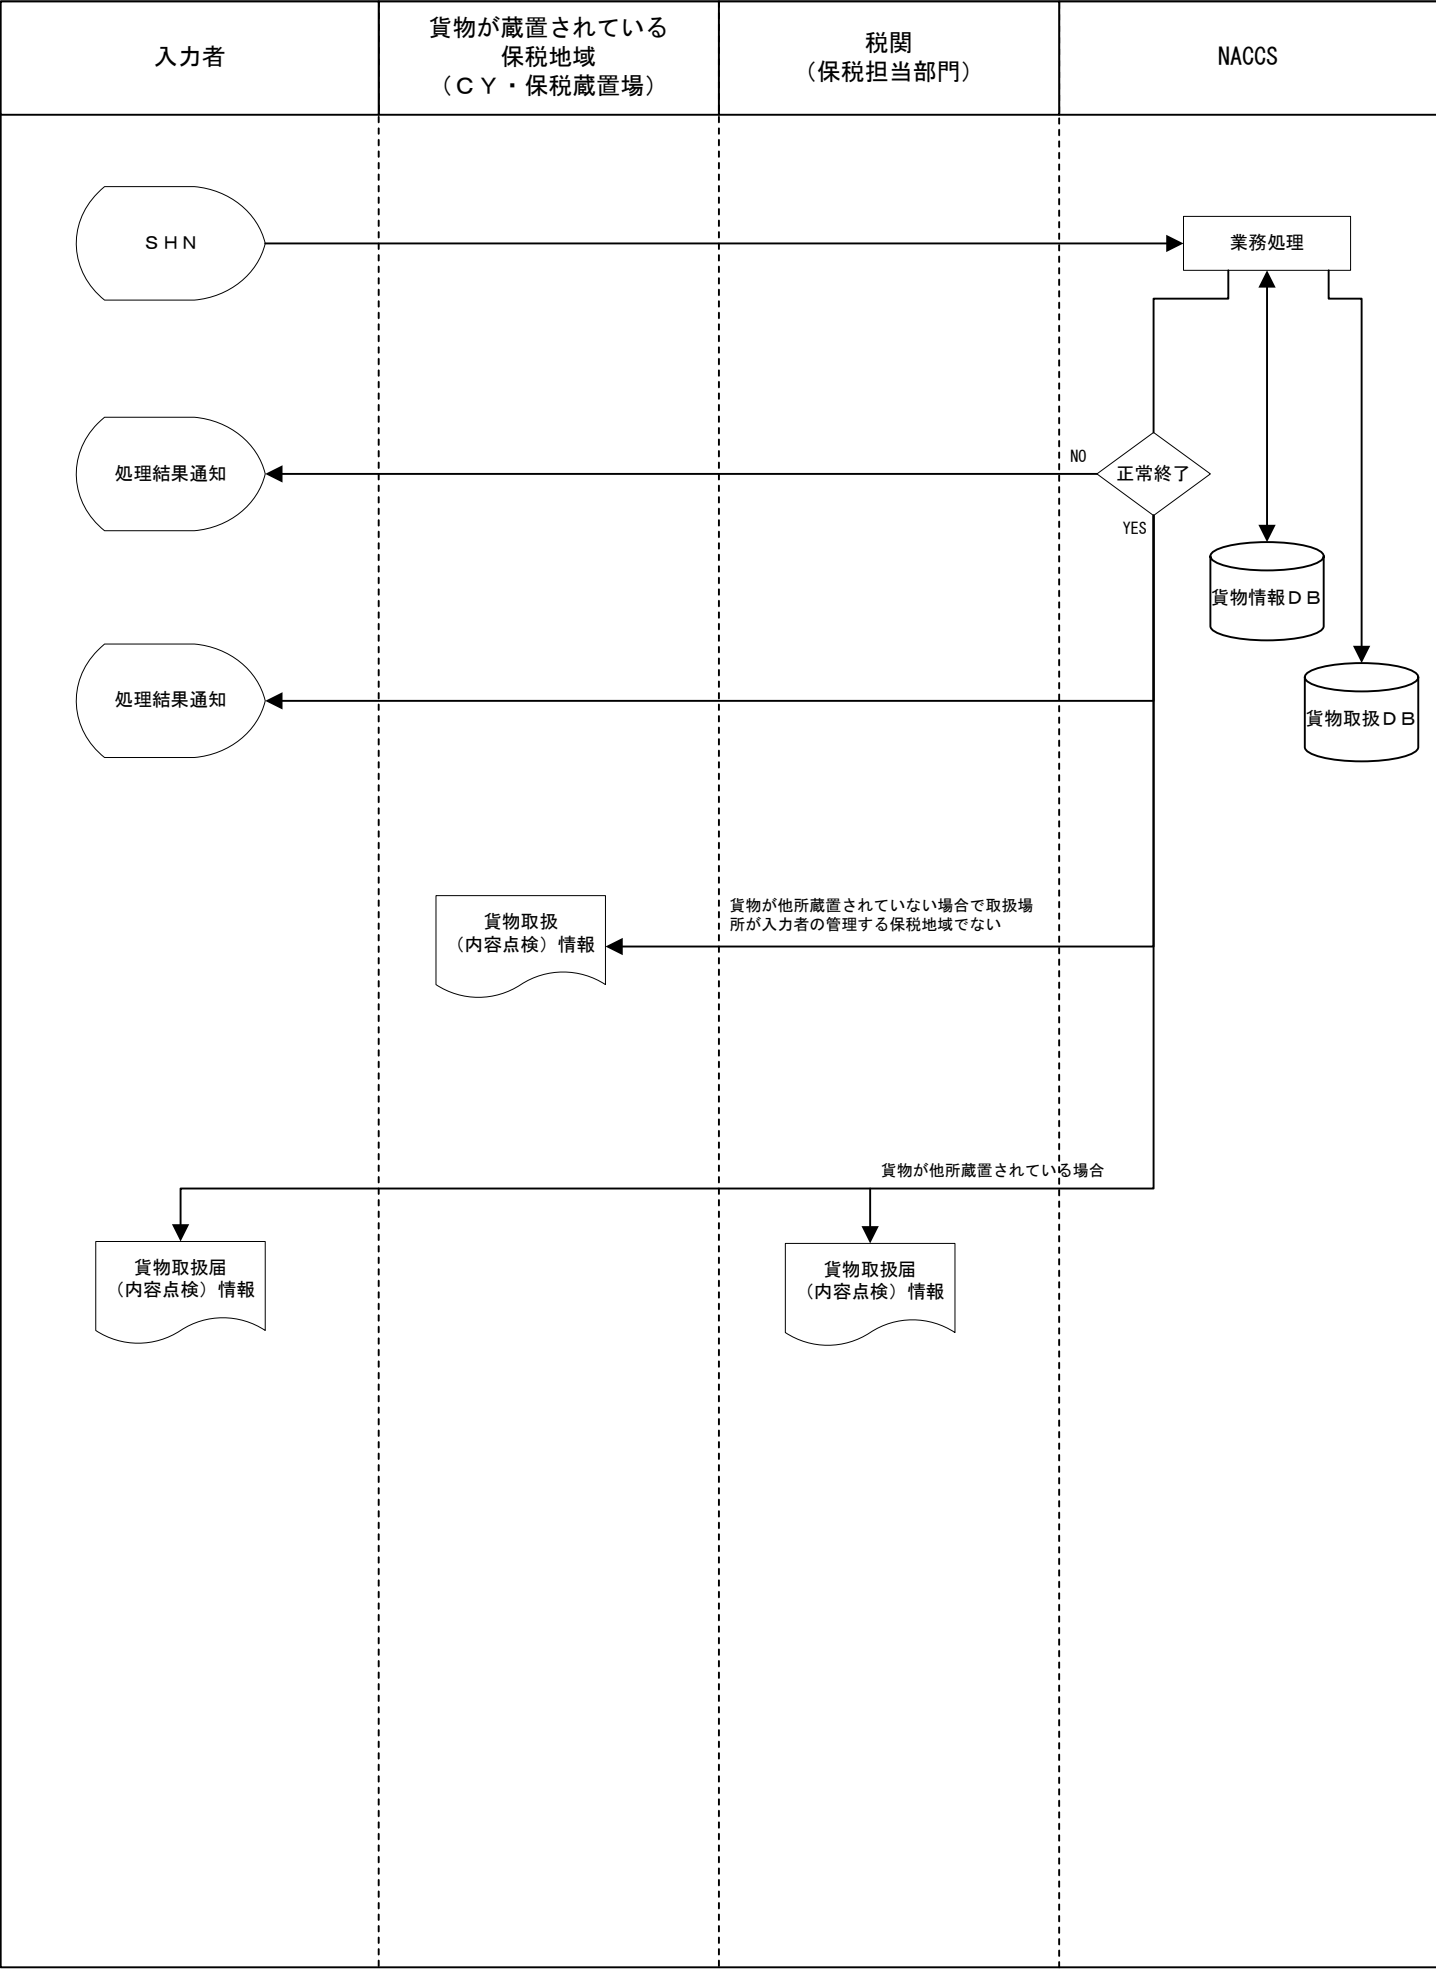 入力者
貨物が蔵置されている
保税地域
（ＣＹ・保税蔵置場）
税関
（保税担当部門）
NACCS
ＳＨＮ
業務処理
処理結果通知
NO
正常終了
YES
貨物情報ＤＢ
処理結果通知
貨物取扱ＤＢ
貨物取扱
（内容点検）情報
貨物が他所蔵置されていない場合で取扱場
所が入力者の管理する保税地域でない
貨物が他所蔵置されている場合
貨物取扱届
（内容点検）情報
貨物取扱届
（内容点検）情報